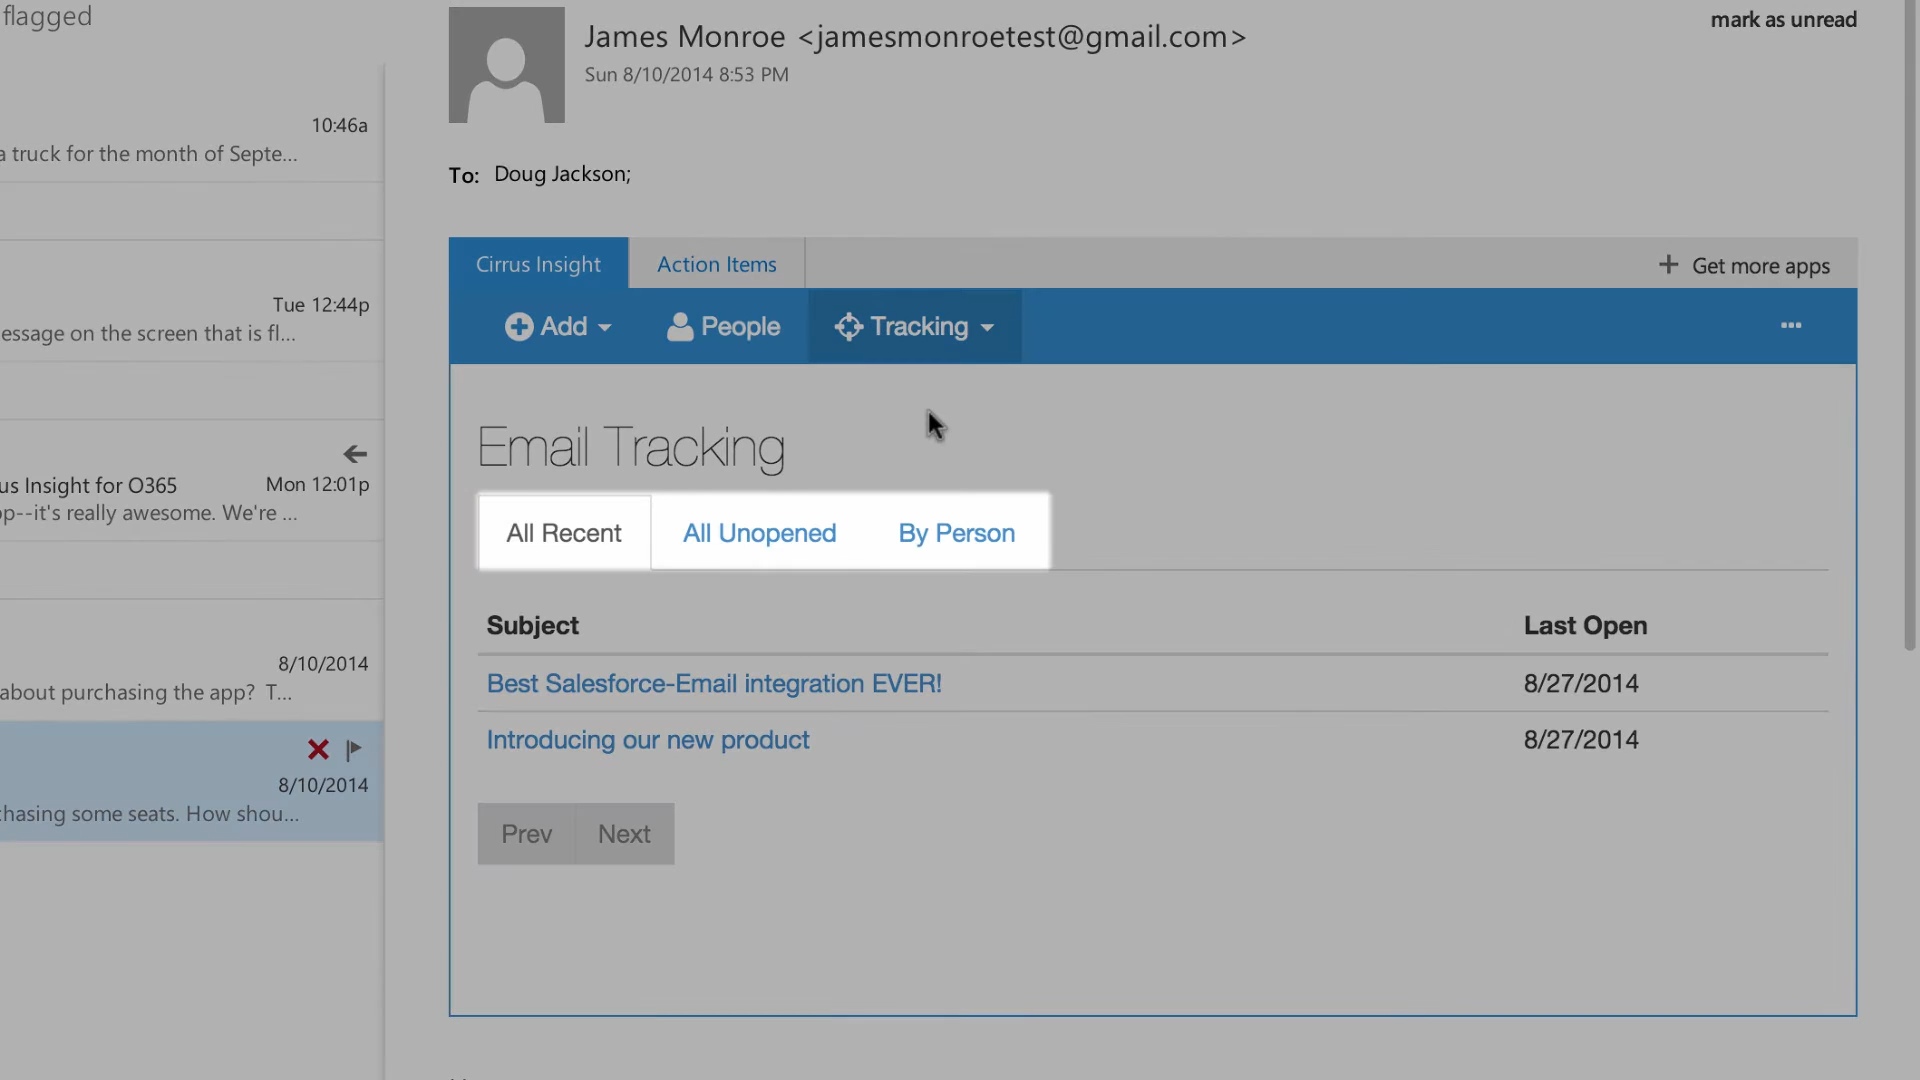 flagged
10:46a
a truck for the month of Septe...
Tue 12:44p
essage on the screen that is fl...
us Insight for O365 Mon 12:01p
pp--it's really awesome. We're ...
8/10/2014
about purchasing the app? T...
8/10/2014
chasing some seats. How shou...
James Monroe <jamesmonroetest@gmail.com>
mark as unread
Sun 8/10/2014 8:53 PM
To: Doug Jackson;
Cirrus Insight Action Items + Get more apps
Add People Tracking ...
Email Tracking
All Recent All Unopened By Person
Subject Last Open
Best Salesforce-Email integration EVER! 8/27/2014
Introducing our new product 8/27/2014
Prev Next